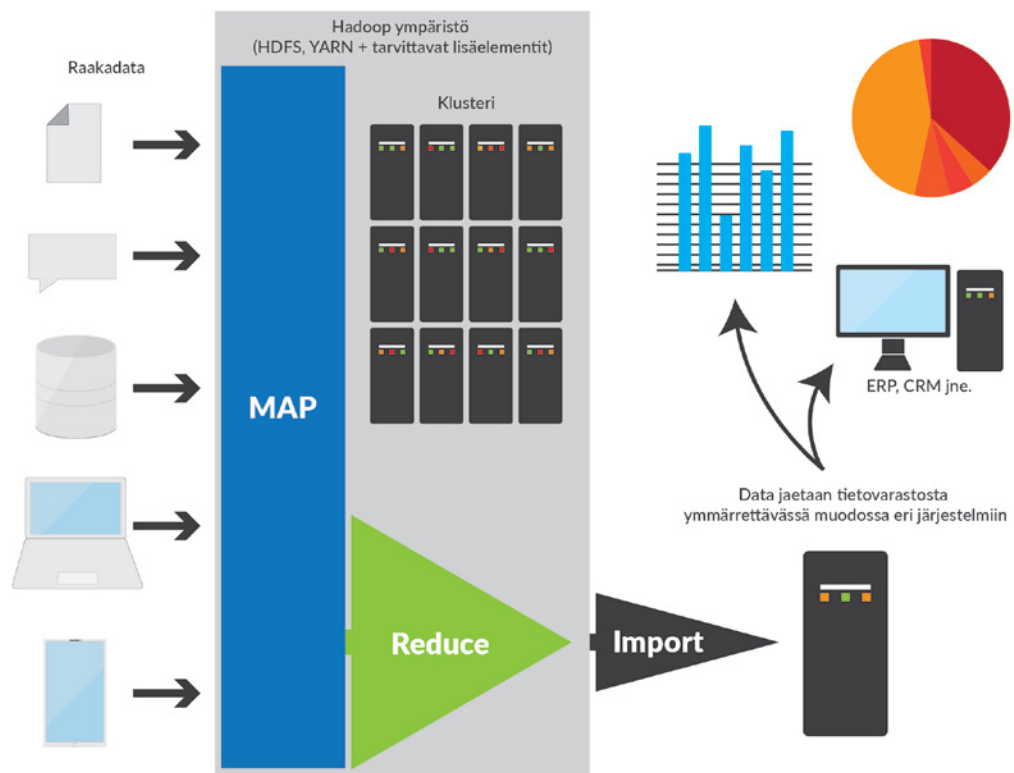 Hadoop ympäristö
(HDFS, YARN + tarvittavat lisäelementit)
Raakadata
Klusteri
MAP
ERP, CRM jne.
Data jaetaan tietovarastosta
ymmärrettävässä muodossa eri järjestelmiin
Reduce
Import